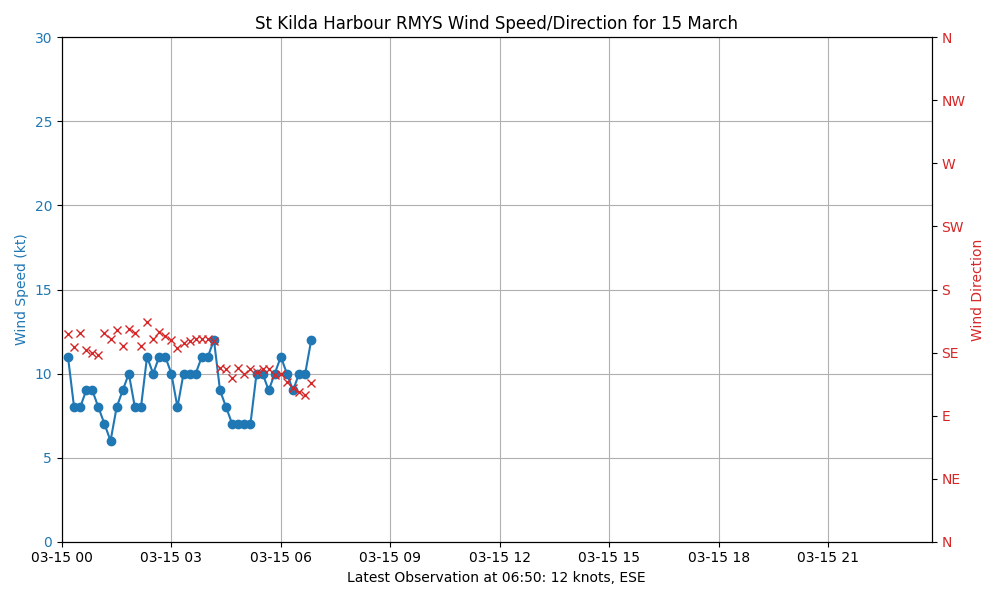 St Kilda Harbour RMYS Wind Speed/Direction for 15 March
30
25
20
15
10
5
0
Wind Speed (kt)
N
NW
W
SW
S
SE
E
NE
N
Wind Direction
03-15 00 03-15 03 03-15 06 03-15 09 03-15 12 03-15 15 03-15 18 03-15 21
Latest Observation at 06:50: 12 knots, ESE